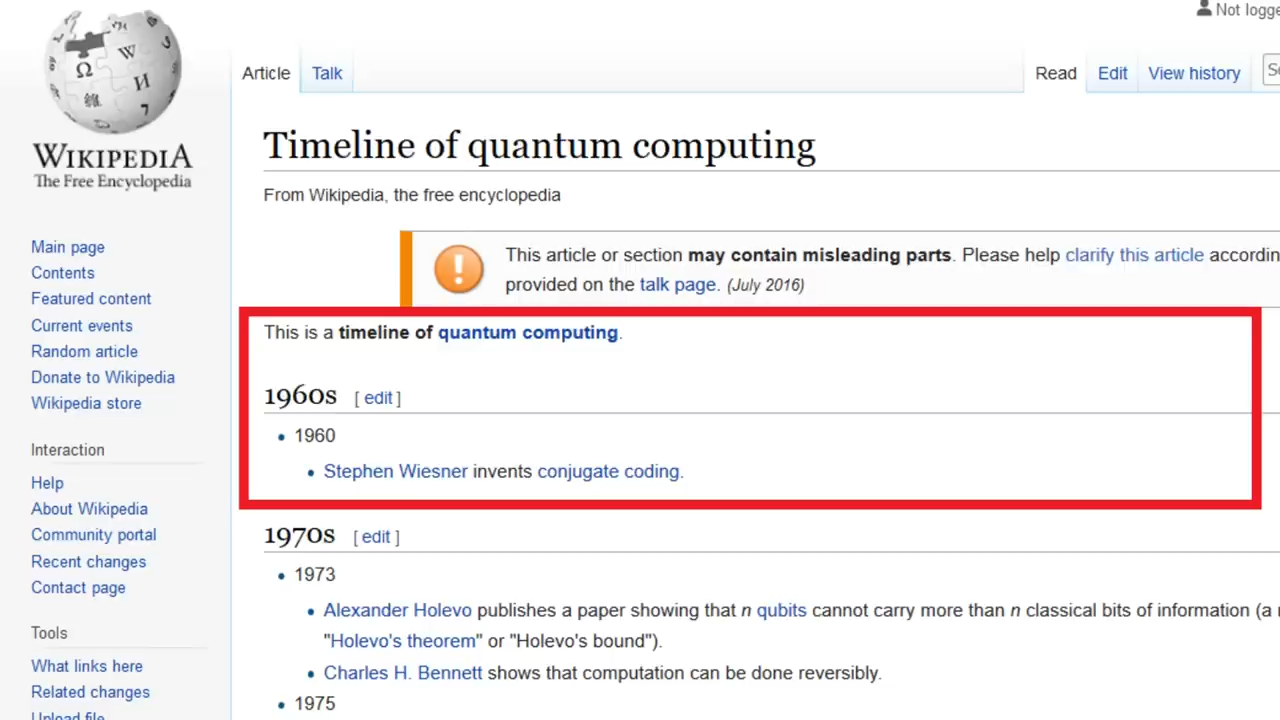 Not logge
Article Talk Read Edit View history
WIKIPEDIA
The Free Encyclopedia
Timeline of quantum computing
From Wikipedia, the free encyclopedia
Main page
Contents
Featured content
Current events
Random article
Donate to Wikipedia
Wikipedia store
Interaction
Help
About Wikipedia
Community portal
Recent changes
Contact page
Tools
What links here
Related changes
Upload file
This article or section may contain misleading parts. Please help clarify this article accordin
provided on the talk page. (July 2016)
This is a timeline of quantum computing.
1960s [ edit ]
• 1960
• Stephen Wiesner invents conjugate coding.
1970s [ edit ]
• 1973
• Alexander Holevo publishes a paper showing that n qubits cannot carry more than n classical bits of information (a
"Holevo's theorem" or "Holevo's bound").
• Charles H. Bennett shows that computation can be done reversibly.
• 1975